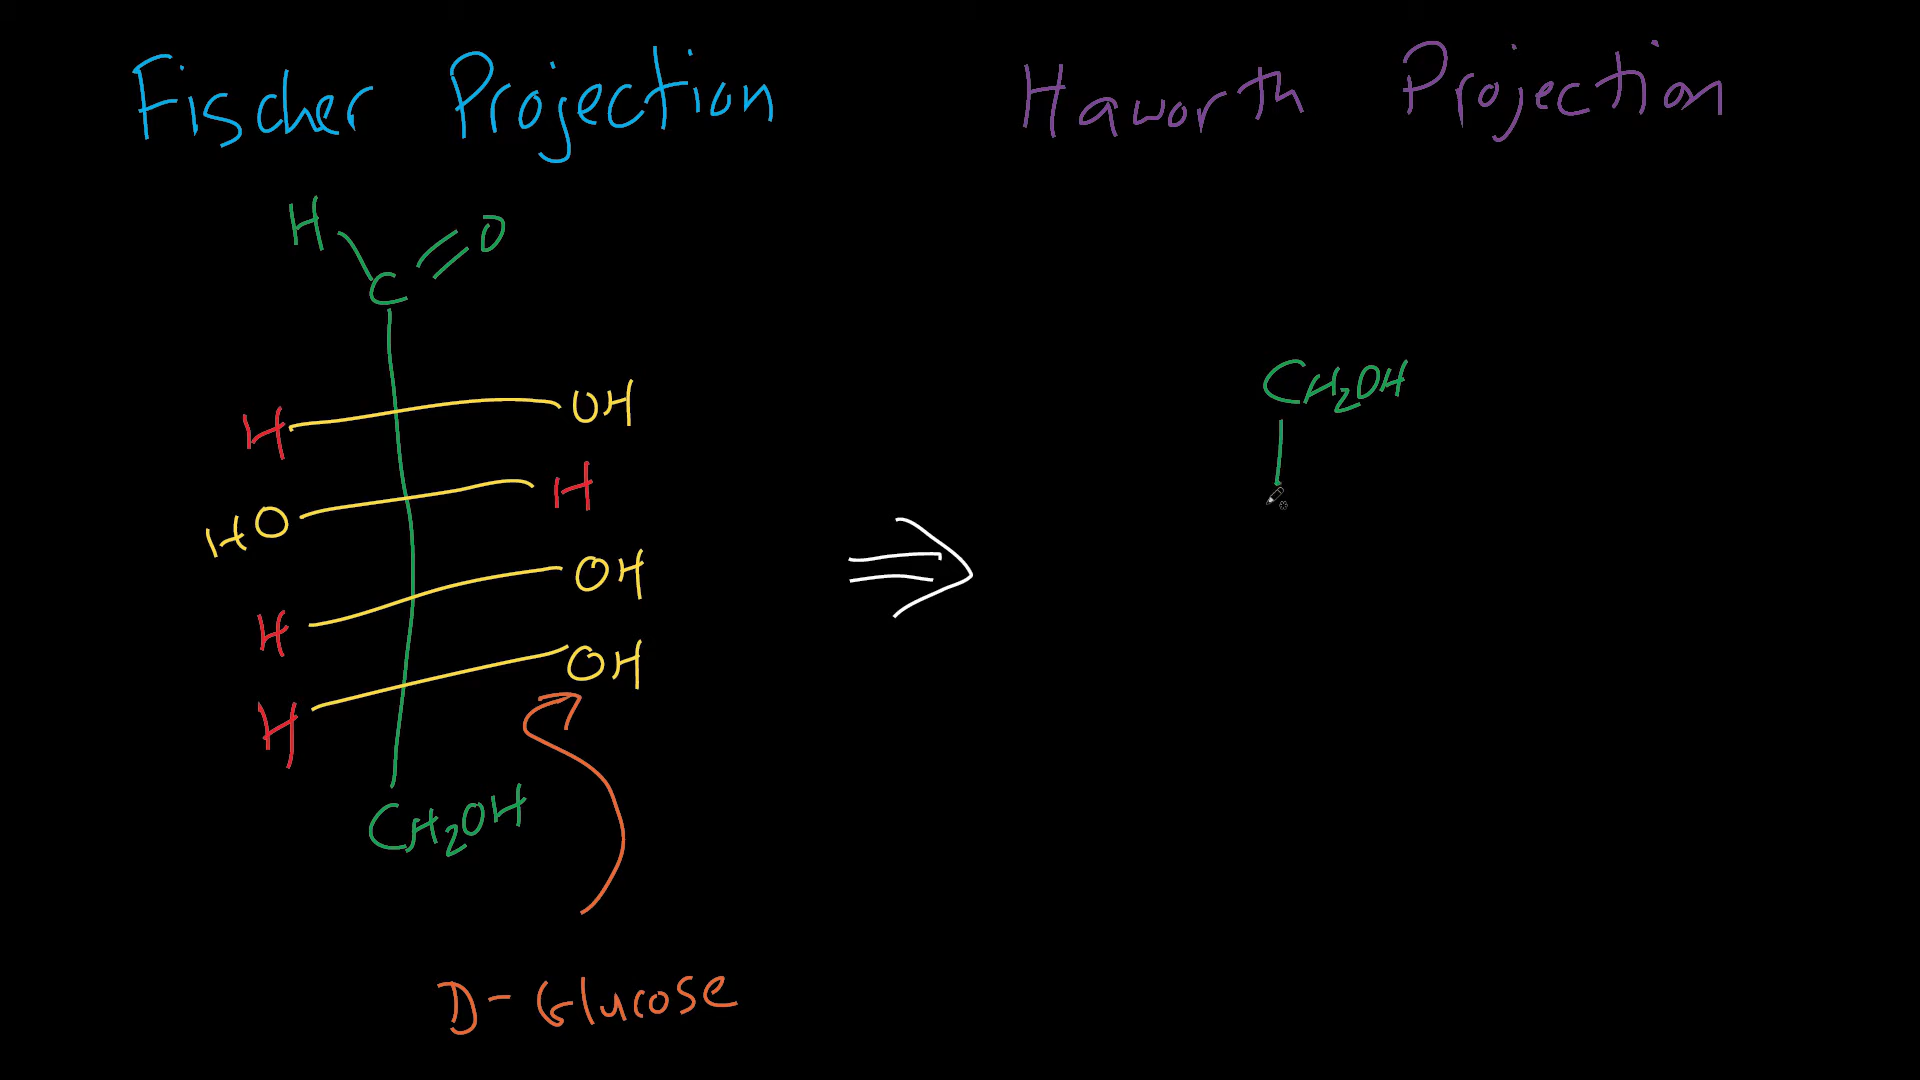 Fischer Projection
Haworth Projection
H
O
C
H OH
HO H
H OH
H OH
CH2OH
D-Glucose
CH2OH